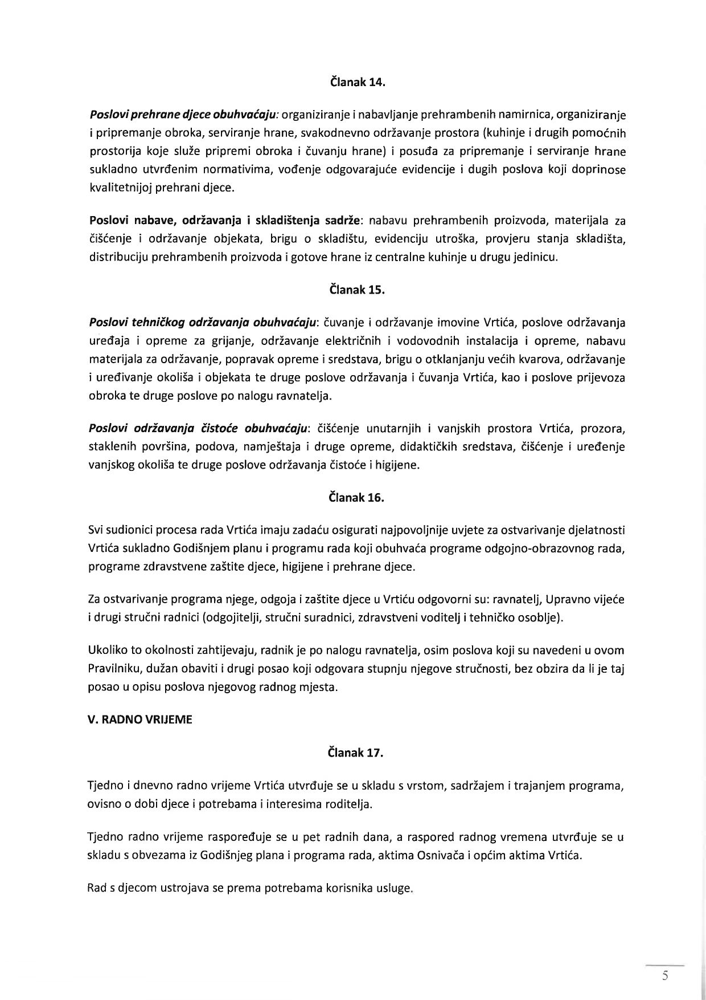 Članak 14.
Poslovi prehrane djece obuhvaćaju: organiziranje i nabavljanje prehrambenih namirnica, organiziranje
i pripremanje obroka, serviranje hrane, svakodnevno održavanje prostora (kuhinje i drugih pomoćnih
prostorija koje služe pripremi obroka i čuvanju hrane) i posuđa za pripremanje i serviranje hrane
sukladno utvrđenim normativima, vođenje odgovarajuće evidencije i dugih poslova koji doprinose
kvalitetnijoj prehrani djece.
Poslovi nabave, održavanja i skladištenja sadrže: nabavu prehrambenih proizvoda, materijala za
čišćenje i održavanje objekata, brigu o skladištu, evidenciju utroška, provjeru stanja skladišta,
distribuciju prehrambenih proizvoda i gotove hrane iz centralne kuhinje u drugu jedinicu.
Članak 15.
Poslovi tehničkog održavanja obuhvaćaju: čuvanje i održavanje imovine Vrtića, poslove održavanja
uređaja i opreme za grijanje, održavanje električnih i vodovodnih instalacija i opreme, nabavu
materijala za održavanje, popravak opreme i sredstava, brigu o otklanjanju većih kvarova, održavanje
i uređivanje okoliša i objekata te druge poslove održavanja i čuvanja Vrtića, kao i poslove prijevoza
obroka te druge poslove po nalogu ravnatelja.
Poslovi održavanja čistoće obuhvaćaju: čišćenje unutarnjih i vanjskih prostora Vrtića, prozora,
staklenih površina, podova, namještaja i druge opreme, didaktičkih sredstava, čišćenje i uređenje
vanjskog okoliša te druge poslove održavanja čistoće i higijene.
Članak 16.
Svi sudionici procesa rada Vrtića imaju zadaću osigurati najpovoljnije uvjete za ostvarivanje djelatnosti
Vrtića sukladno Godišnjem planu i programu rada koji obuhvaća programe odgojno-obrazovnog rada,
programe zdravstvene zaštite djece, higijene i prehrane djece.
Za ostvarivanje programa njege, odgoja i zaštite djece u Vrtiću odgovorni su: ravnatelj, Upravno vijeće
i drugi stručni radnici (odgojitelji, stručni suradnici, zdravstveni voditelj i tehničko osoblje).
Ukoliko to okolnosti zahtijevaju, radnik je po nalogu ravnatelja, osim poslova koji su navedeni u ovom
Pravilniku, dužan obaviti i drugi posao koji odgovara stupnju njegove stručnosti, bez obzira da li je taj
posao u opisu poslova njegovog radnog mjesta.
V. RADNO VRIJEME
Članak 17.
Tjedno i dnevno radno vrijeme Vrtića utvrđuje se u skladu s vrstom, sadržajem i trajanjem programa,
ovisno o dobi djece i potrebama i interesima roditelja.
Tjedno radno vrijeme raspoređuje se u pet radnih dana, a raspored radnog vremena utvrđuje se u
skladu s obvezama iz Godišnjeg plana i programa rada, aktima Osnivača i općim aktima Vrtića.
Rad s djecom ustrojava se prema potrebama korisnika usluge.
5